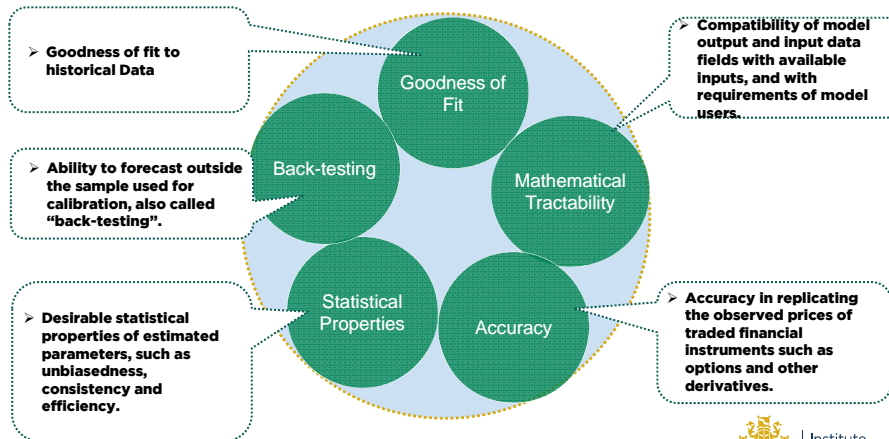 ➢ Goodness of fit to
historical Data
Goodness of
Fit
➢ Compatibility of model
output and input data
fields with available
inputs, and with
requirements of model
users.
➢ Ability to forecast outside
the sample used for
calibration, also called
“back-testing”.
Back-testing
Mathematical
Tractability
➢ Desirable statistical
properties of estimated
parameters, such as
unbiasedness,
consistency and
efficiency.
Statistical
Properties
Accuracy
➢ Accuracy in replicating
the observed prices of
traded financial
instruments such as
options and other
derivatives.
Institute